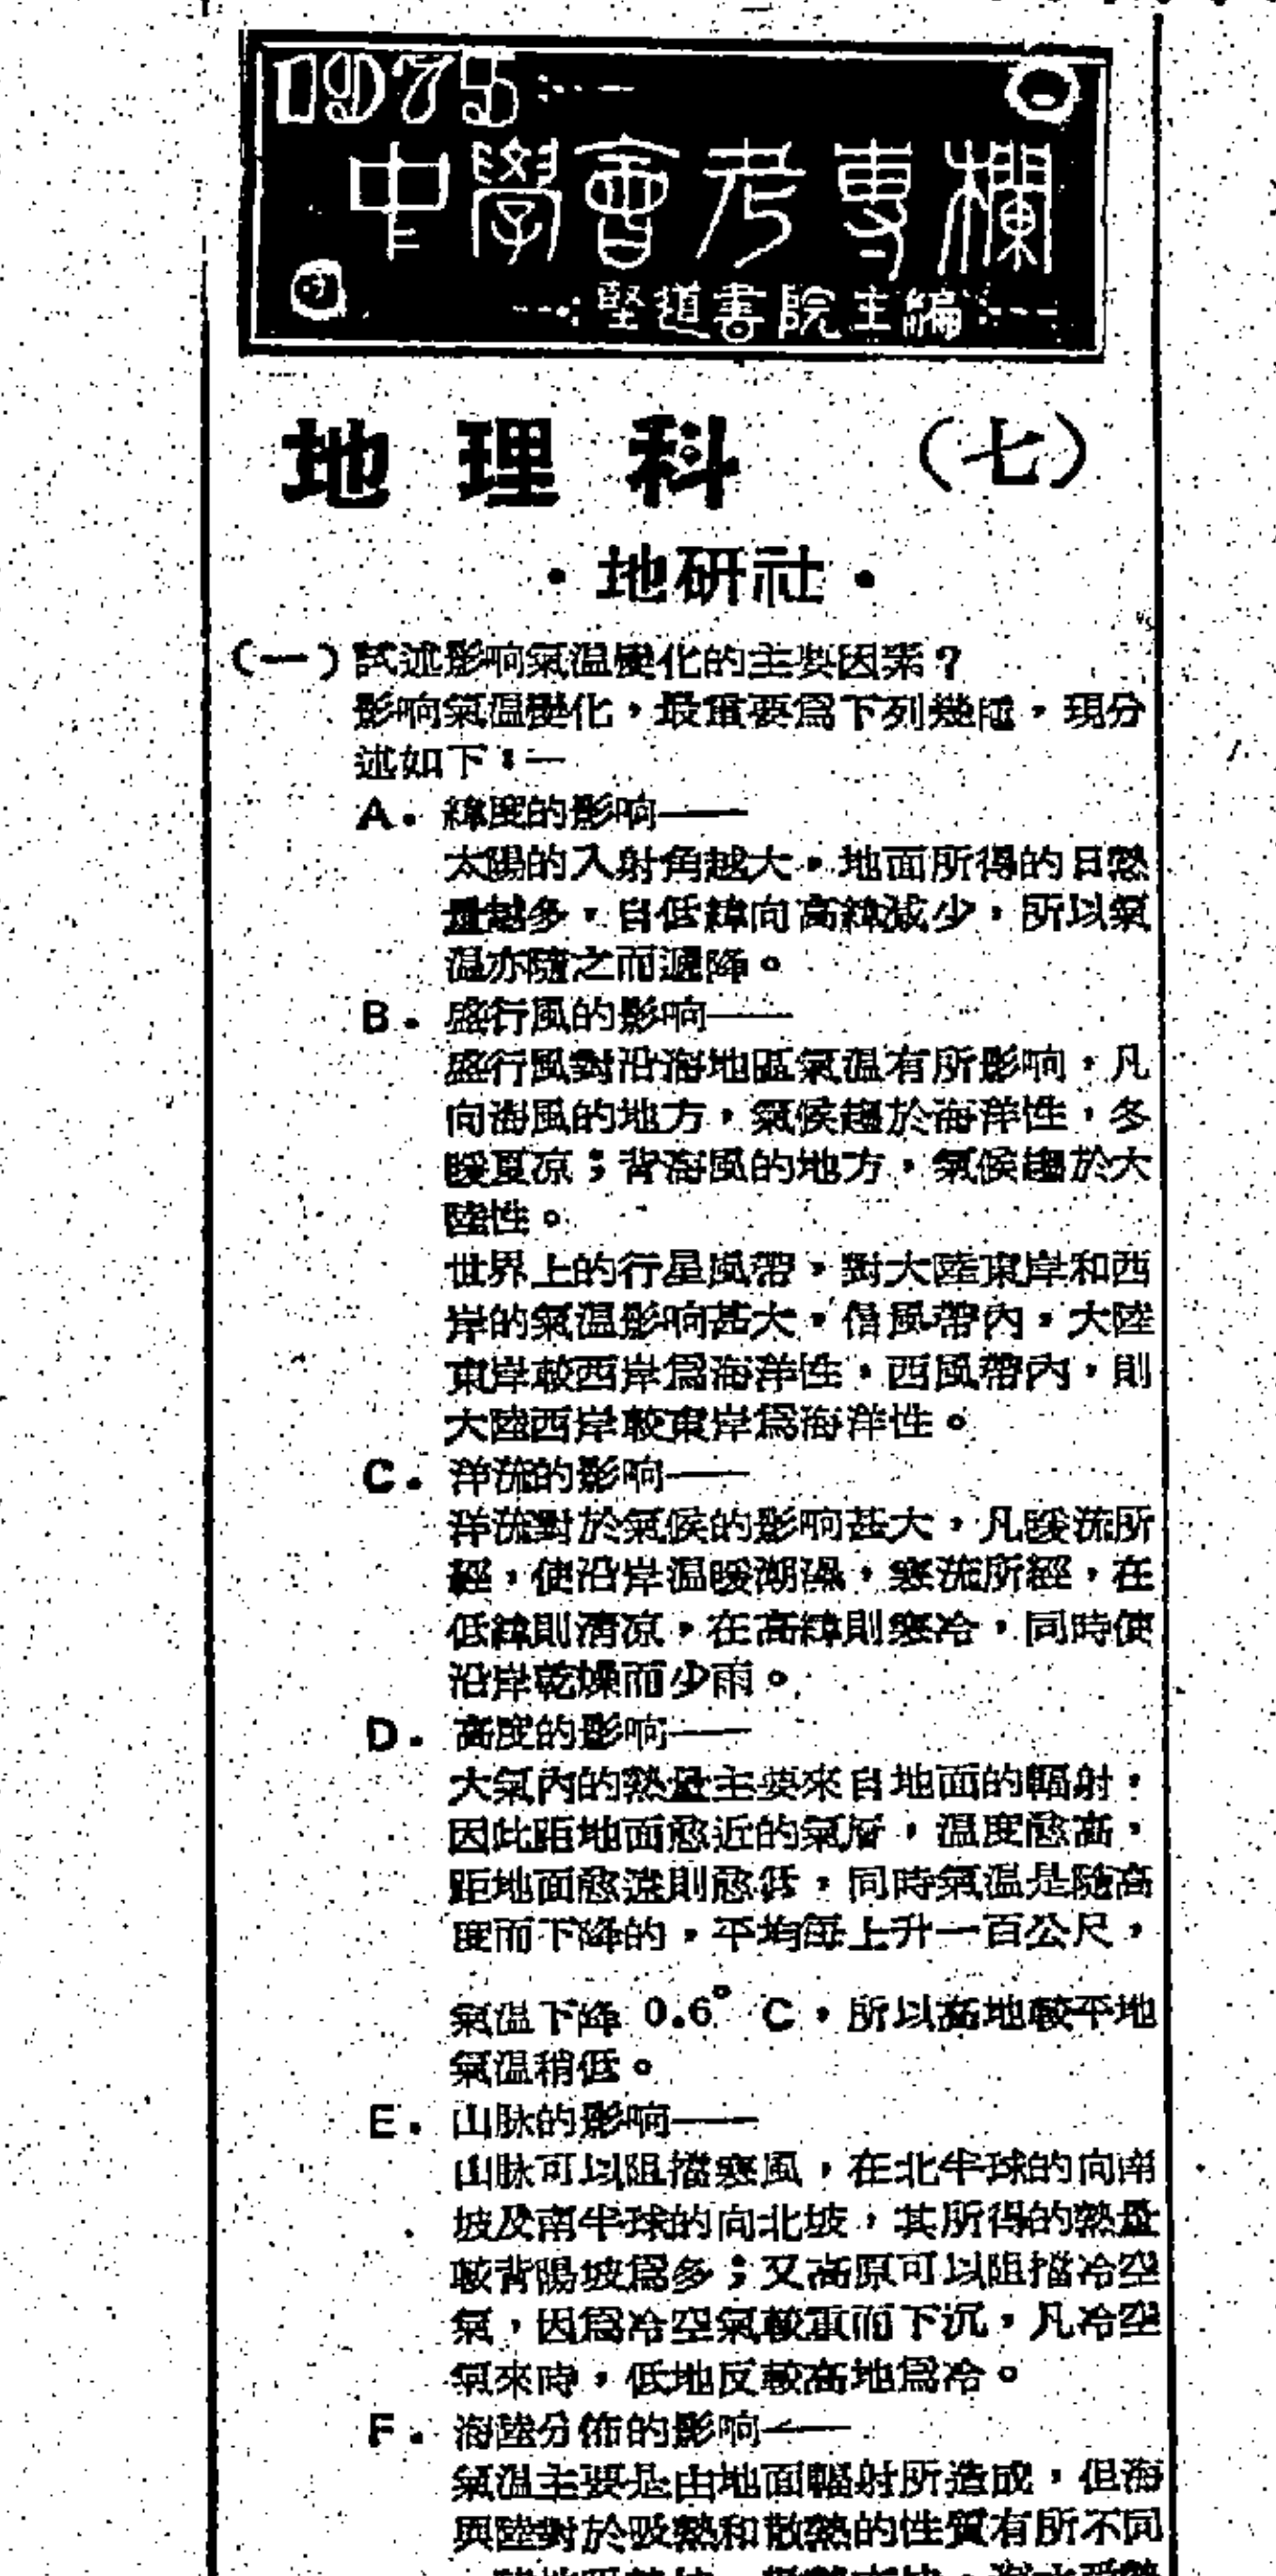 1975
中學會考專欄
堅道書院主編
地理科 (七)
·地研社·
(一)試述影响氣温變化的主要因素?
影响氣温變化,最重要爲下列幾點,現分
述如下:—
A. 緯度的影响——
太陽的入射角越大,地面所得的日熱
量越多,自低緯向高緯減少,所以氣
温亦隨之而遞降。
B. 盛行風的影响——
盛行風對沿海地區氣温有所影响,凡
向海風的地方,氣候趨於海洋性,冬
暖夏凉;背海風的地方,氣候趨於大
陸性。
世界上的行星風帶,對大陸東岸和西
岸的氣温影响甚大,信風帶內,大陸
東岸較西岸爲海洋性,西風帶内,則
大陸西岸較東岸爲海洋性。
C. 洋流的影响——
洋流對於氣候的影响甚大,凡暖流所
經,使沿岸温暖潮濕,寒流所經,在
低緯則清凉,在高緯則寒冷,同時使
沿岸乾燥而少雨。
D. 高度的影响——
大氣內的熱量主要來自地面的輻射,
因此距地面愈近的氣層,温度愈高,
距地面愈遠則愈低,同時氣温是隨高
度而下降的,平均每上升一百公尺,
氣温下降 0.6° C,所以高地較平地
氣温稍低。
E. 山脉的影响——
山脉可以阻擋寒風,在北半球的向南
坡及南半球的向北坡,其所得的熱量
較背陽坡爲多;又高原可以阻擋冷空
氣,因爲冷空氣較重而下沉,凡冷空
氣來時,低地反較高地爲冷。
F. 海陸分佈的影响——
氣温主要是由地面輻射所造成,但海
與陸對於吸熱和散熱的性質有所不同